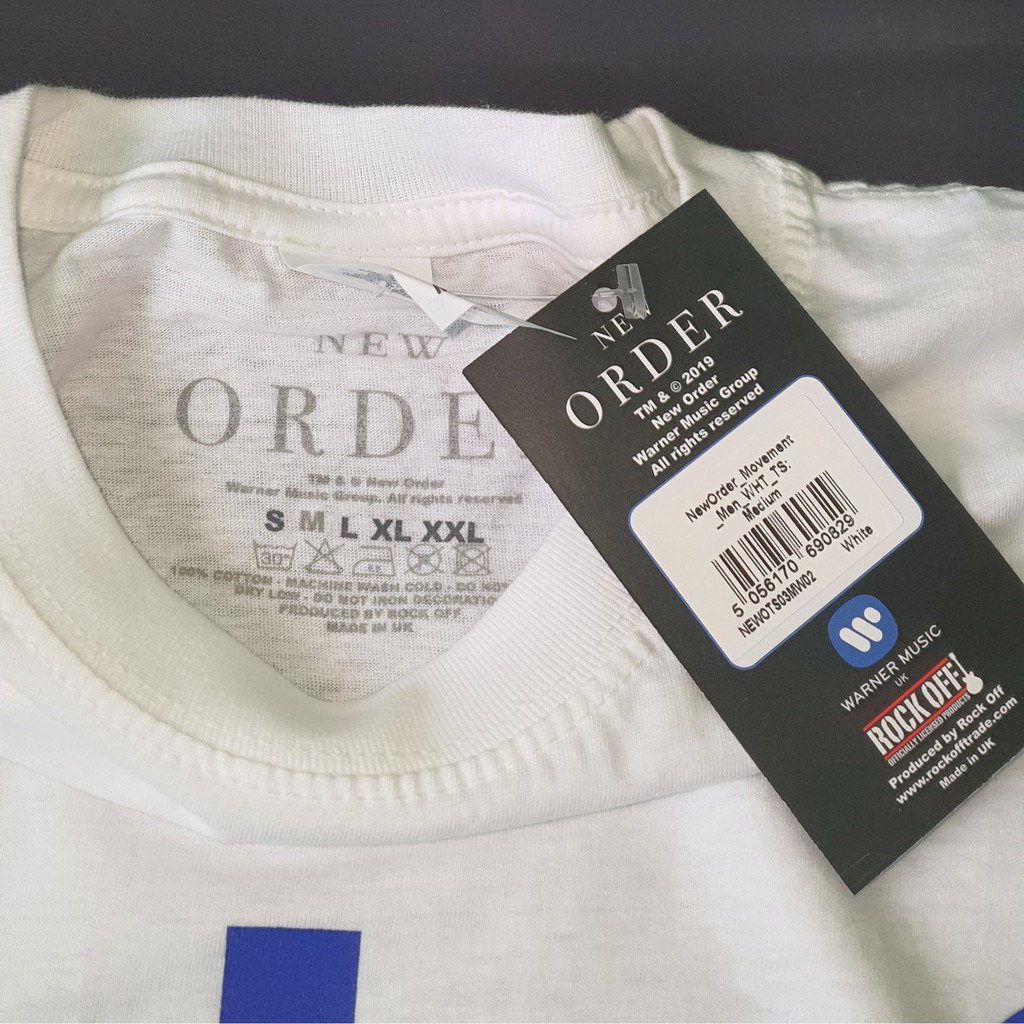 NEW
ORDE
TM & © New Order
Warner Music Group. All rights reserved
S M L XL XXL
30°
100% COTTON - MACHINE WASH COLD - DO NOT
DRY LOW - DO NOT IRON DECORATIO
PRODUCED BY ROCK OFF
MADE IN UK
NEW
ORDER
TM & © 2019
New Order
Warner Music Group
All rights reserved
NewOrder_Movement
_Men_WHT_TS:
Medium
5 056170 690829
NEWOTS03MW02 White
WARNER MUSIC
UK
ROCK OFF!
OFFICIALLY LICENSED PRODUCTS
Produced by Rock Off
www.rockofftrade.com
Made in UK